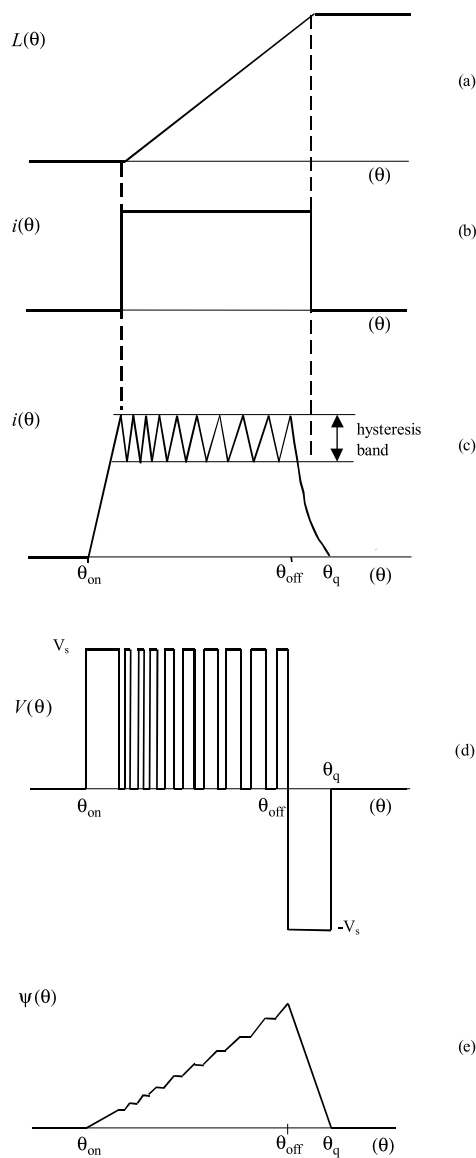 L(θ)
(a)
(θ)
i(θ)
(b)
(θ)
i(θ)
hysteresis
band
(c)
θon
θoff
θq
(θ)
Vs
V(θ)
(d)
θq
θon
θoff
(θ)
-Vs
ψ(θ)
(e)
θon
θoff
θq
(θ)